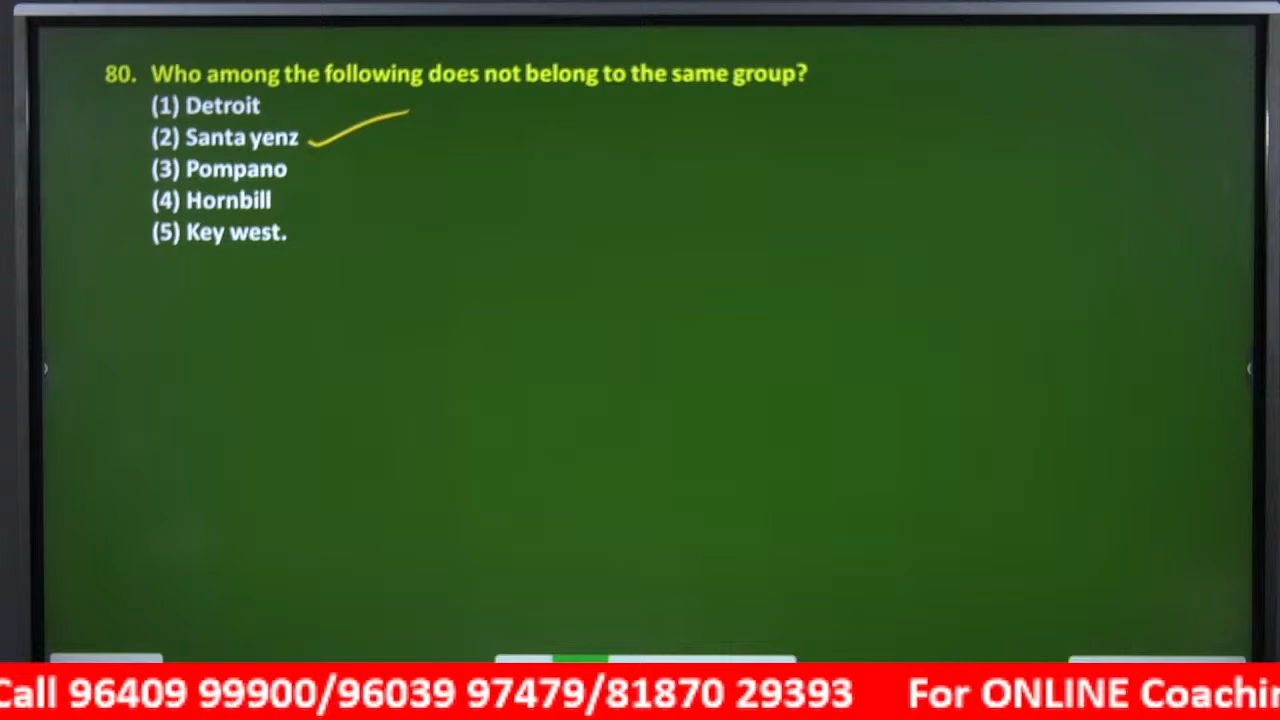 80. Who among the following does not belong to the same group?
(1) Detroit
(2) Santa yenz
(3) Pompano
(4) Hornbill
(5) Key west.
Call 96409 99900/96039 97479/81870 29393 For ONLINE Coachin